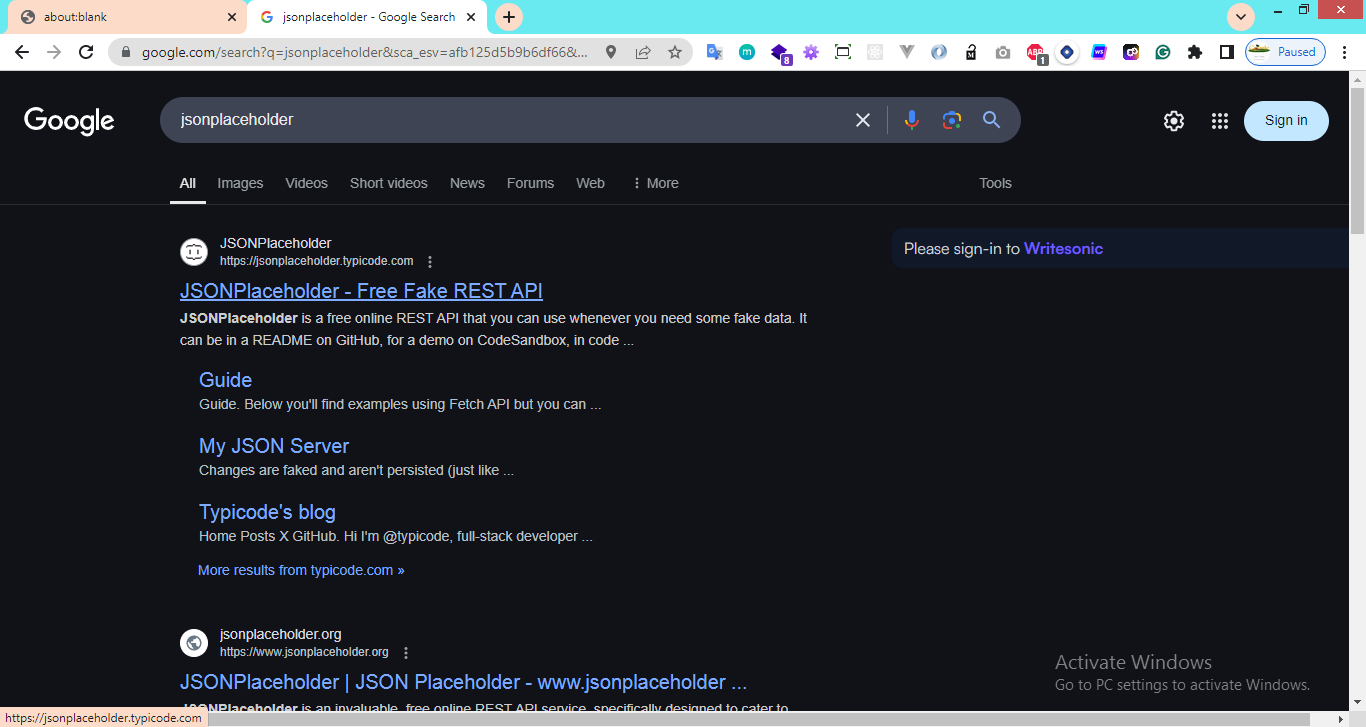 about:blank
jsonplaceholder - Google Search
google.com/search?q=jsonplaceholder&sca_esv=afb125d5b9b6df66&...
8
m
ABP
1
WS
Paused
Google
jsonplaceholder
Sign in
All Images Videos Short videos News Forums Web More Tools
JSONPlaceholder
https://jsonplaceholder.typicode.com
Please sign-in to Writesonic
JSONPlaceholder - Free Fake REST API
JSONPlaceholder is a free online REST API that you can use whenever you need some fake data. It
can be in a README on GitHub, for a demo on CodeSandbox, in code ...
Guide
Guide. Below you'll find examples using Fetch API but you can ...
My JSON Server
Changes are faked and aren't persisted (just like ...
Typicode's blog
Home Posts X GitHub. Hi I'm @typicode, full-stack developer ...
More results from typicode.com »
jsonplaceholder.org
https://www.jsonplaceholder.org
JSONPlaceholder | JSON Placeholder - www.jsonplaceholder ...
JSONPlaceholder is an invaluable, free online REST API service, specifically designed to cater to
Activate Windows
Go to PC settings to activate Windows.
https://jsonplaceholder.typicode.com